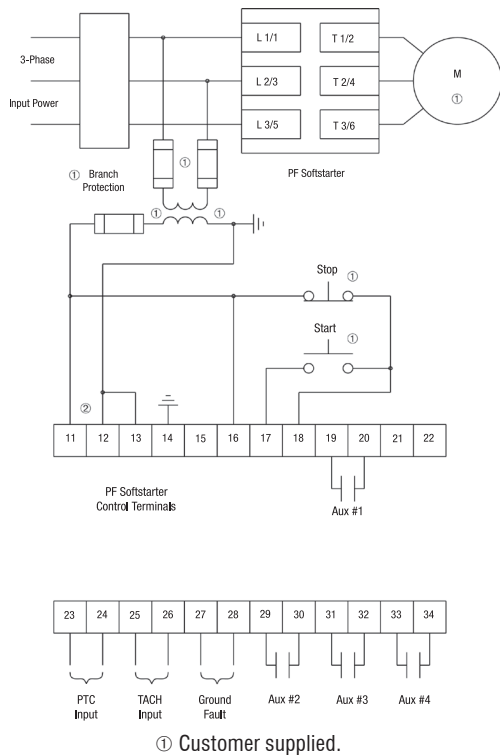 L 1/1
T 1/2
3-Phase
M
L 2/3
T 2/4
①
Input Power
L 3/5
T 3/6
①
① Branch
Protection
PF Softstarter
① ①
Stop ①
Start ①
②
11 12 13 14 15 16 17 18 19 20 21 22
PF Softstarter
Control Terminals
Aux #1
23 24 25 26 27 28 29 30 31 32 33 34
PTC
Input
TACH
Input
Ground
Fault
Aux #2
Aux #3
Aux #4
① Customer supplied.